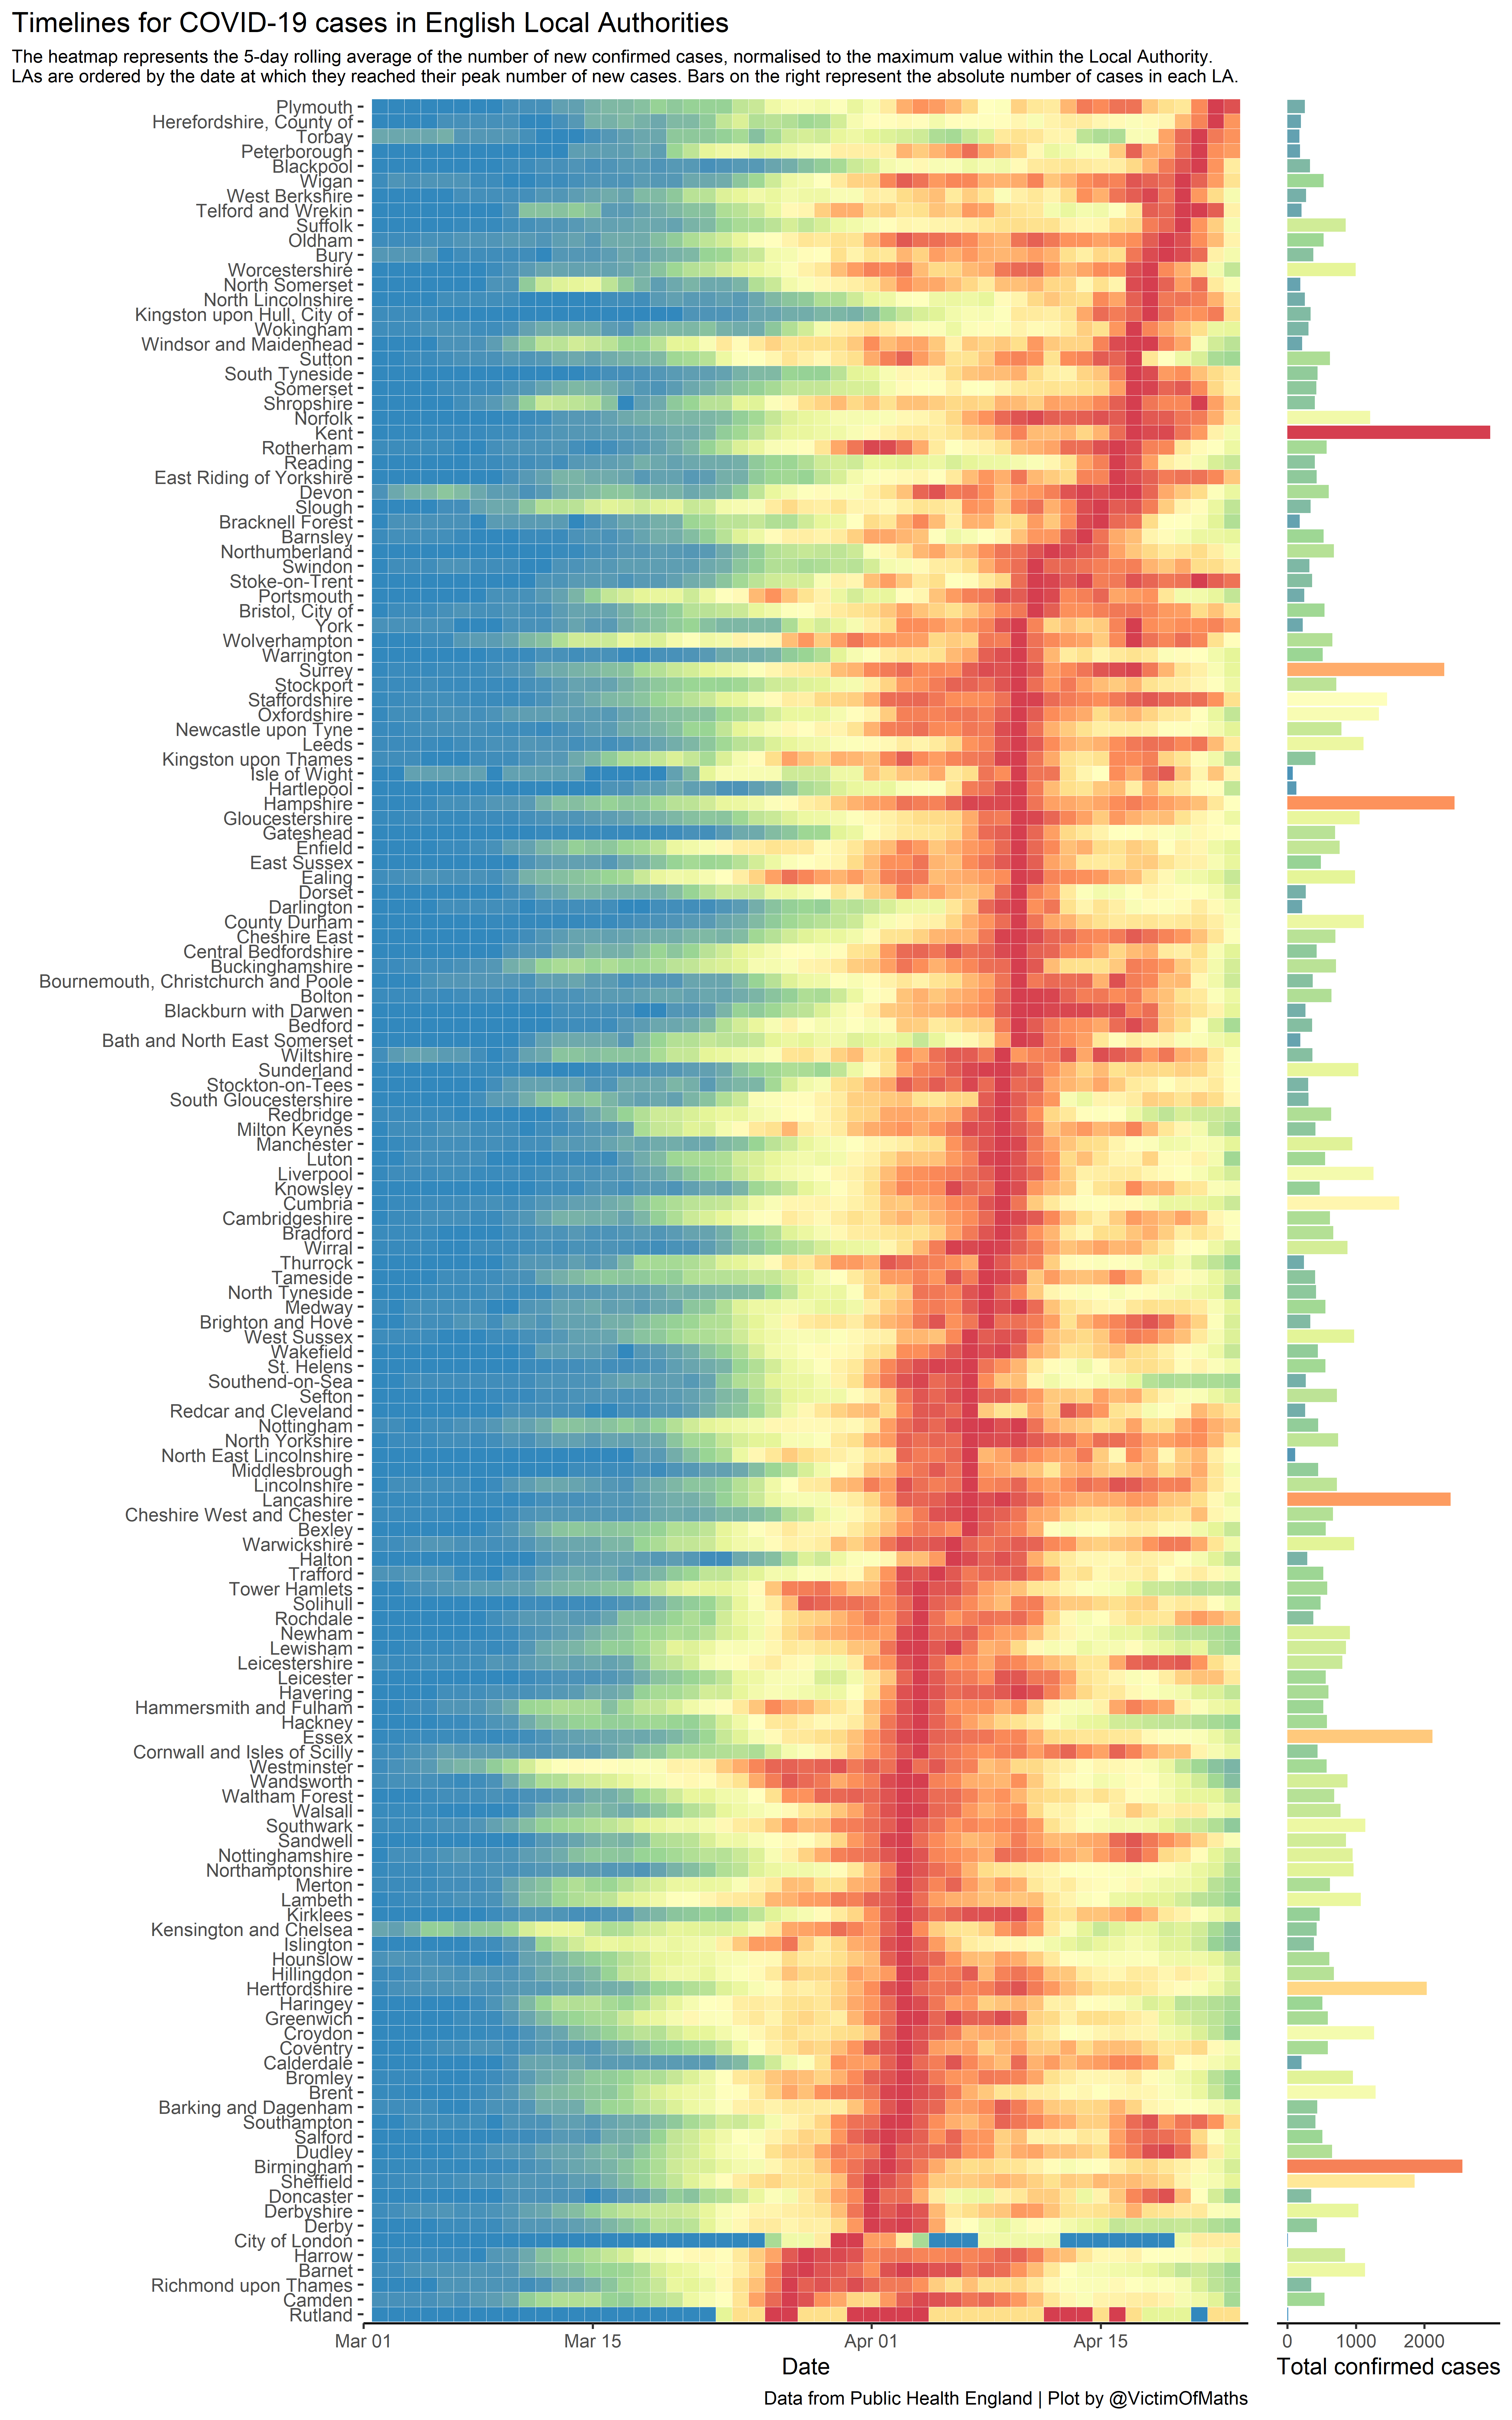 Timelines for COVID-19 cases in English Local Authorities
The heatmap represents the 5-day rolling average of the number of new confirmed cases, normalised to the maximum value within the Local Authority.
LAs are ordered by the date at which they reached their peak number of new cases. Bars on the right represent the absolute number of cases in each LA.
Plymouth
Herefordshire, County of
Torbay
Peterborough
Blackpool
Wigan
West Berkshire
Telford and Wrekin
Suffolk
Oldham
Bury
Worcestershire
North Somerset
North Lincolnshire
Kingston upon Hull, City of
Wokingham
Windsor and Maidenhead
Sutton
South Tyneside
Somerset
Shropshire
Norfolk
Kent
Rotherham
Reading
East Riding of Yorkshire
Devon
Slough
Bracknell Forest
Barnsley
Northumberland
Swindon
Stoke-on-Trent
Portsmouth
Bristol, City of
York
Wolverhampton
Warrington
Surrey
Stockport
Staffordshire
Oxfordshire
Newcastle upon Tyne
Leeds
Kingston upon Thames
Isle of Wight
Hartlepool
Hampshire
Gloucestershire
Gateshead
Enfield
East Sussex
Ealing
Dorset
Darlington
County Durham
Cheshire East
Central Bedfordshire
Buckinghamshire
Bournemouth, Christchurch and Poole
Bolton
Blackburn with Darwen
Bedford
Bath and North East Somerset
Wiltshire
Sunderland
Stockton-on-Tees
South Gloucestershire
Redbridge
Milton Keynes
Manchester
Luton
Liverpool
Knowsley
Cumbria
Cambridgeshire
Bradford
Wirral
Thurrock
Tameside
North Tyneside
Medway
Brighton and Hove
West Sussex
Wakefield
St. Helens
Southend-on-Sea
Sefton
Redcar and Cleveland
Nottingham
North Yorkshire
North East Lincolnshire
Middlesbrough
Lincolnshire
Lancashire
Cheshire West and Chester
Bexley
Warwickshire
Halton
Trafford
Tower Hamlets
Solihull
Rochdale
Newham
Lewisham
Leicestershire
Leicester
Havering
Hammersmith and Fulham
Hackney
Essex
Cornwall and Isles of Scilly
Westminster
Wandsworth
Waltham Forest
Walsall
Southwark
Sandwell
Nottinghamshire
Northamptonshire
Merton
Lambeth
Kirklees
Kensington and Chelsea
Islington
Hounslow
Hillingdon
Hertfordshire
Haringey
Greenwich
Croydon
Coventry
Calderdale
Bromley
Brent
Barking and Dagenham
Southampton
Salford
Dudley
Birmingham
Sheffield
Doncaster
Derbyshire
Derby
City of London
Harrow
Barnet
Richmond upon Thames
Camden
Rutland
Mar 01 Mar 15 Apr 01 Apr 15
Date
0 1000 2000
Total confirmed cases
Data from Public Health England | Plot by @VictimOfMaths